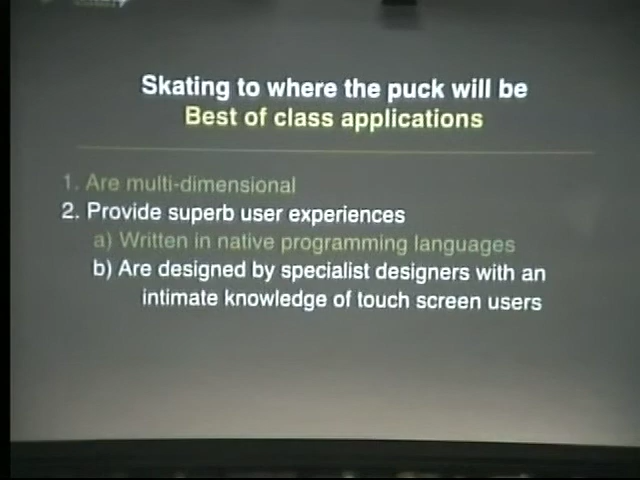 Skating to where the puck will be
Best of class applications
1. Are multi-dimensional
2. Provide superb user experiences
a) Written in native programming languages
b) Are designed by specialist designers with an
intimate knowledge of touch screen users